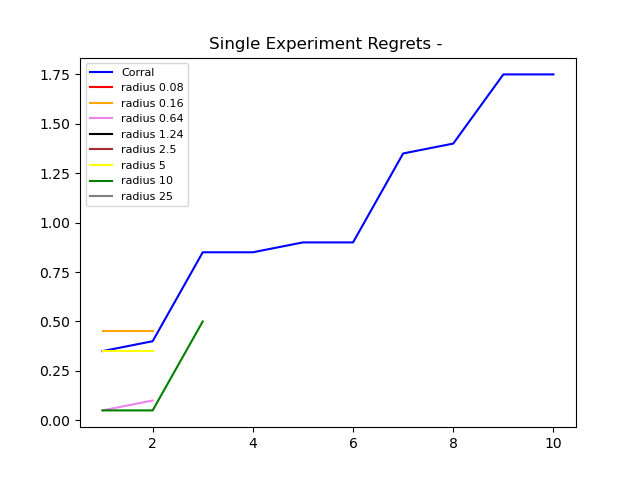 Single Experiment Regrets -
Corral
radius 0.08
radius 0.16
radius 0.64
radius 1.24
radius 2.5
radius 5
radius 10
radius 25
1.75
1.50
1.25
1.00
0.75
0.50
0.25
0.00
2 4 6 8 10